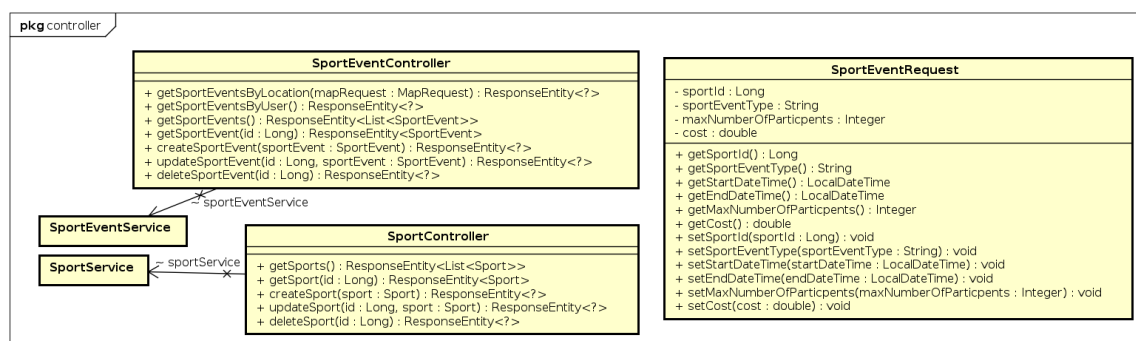 pkg controller
SportEventController
+ getSportEventsByLocation(mapRequest : MapRequest) : ResponseEntity<?>
+ getSportEventsByUser() : ResponseEntity<?>
+ getSportEvents() : ResponseEntity<List<SportEvent>>
+ getSportEvent(id : Long) : ResponseEntity<SportEvent>
+ createSportEvent(sportEvent : SportEvent) : ResponseEntity<?>
+ updateSportEvent(id : Long, sportEvent : SportEvent) : ResponseEntity<?>
+ deleteSportEvent(id : Long) : ResponseEntity<?>
~ sportEventService
SportEventService
SportService
~ sportService
SportController
+ getSports() : ResponseEntity<List<Sport>>
+ getSport(id : Long) : ResponseEntity<Sport>
+ createSport(sport : Sport) : ResponseEntity<?>
+ updateSport(id : Long, sport : Sport) : ResponseEntity<?>
+ deleteSport(id : Long) : ResponseEntity<?>
SportEventRequest
- sportId : Long
- sportEventType : String
- maxNumberOfParticpents : Integer
- cost : double
+ getSportId() : Long
+ getSportEventType() : String
+ getStartDateTime() : LocalDateTime
+ getEndDateTime() : LocalDateTime
+ getMaxNumberOfParticpents() : Integer
+ getCost() : double
+ setSportId(sportId : Long) : void
+ setSportEventType(sportEventType : String) : void
+ setStartDateTime(startDateTime : LocalDateTime) : void
+ setEndDateTime(endDateTime : LocalDateTime) : void
+ setMaxNumberOfParticpents(maxNumberOfParticpents : Integer) : void
+ setCost(cost : double) : void